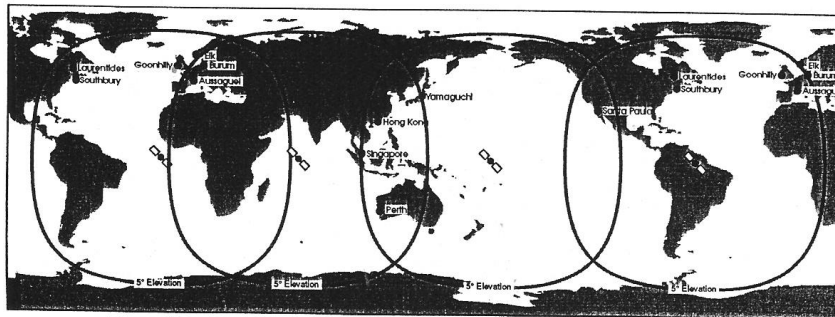 Elk
Laurentides
Goonhilly
Burum
Southbury
Aussaguel
Yamaguchi
Hong Kong
Singapore
Perth
Santa Paula
Laurentides
Southbury
Goonhilly
Elk
Burum
Aussagu
5° Elevation
5° Elevation
5° Elevation
5° Elevation